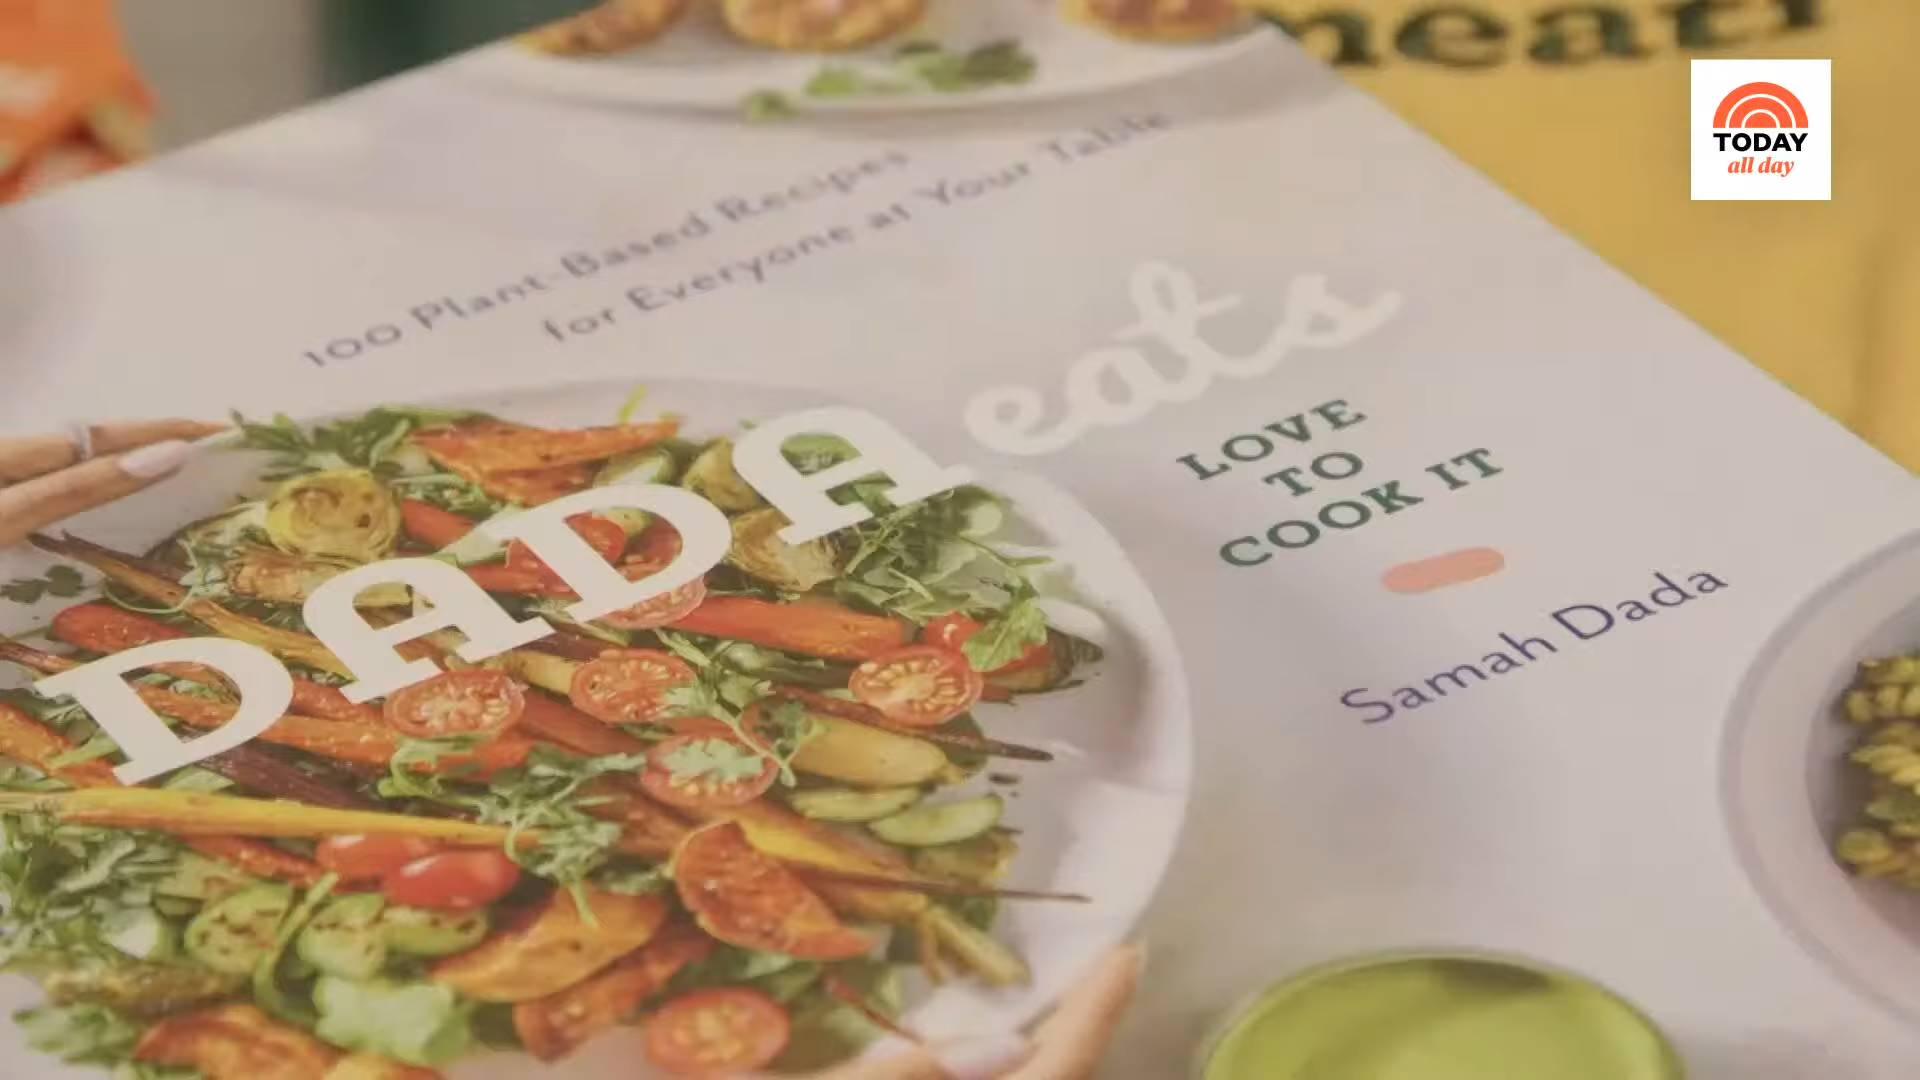 100 Plant-Based Recipes
for Everyone at Your Table
DADA eats
LOVE
TO
COOK IT
Samah Dada
TODAY
all day